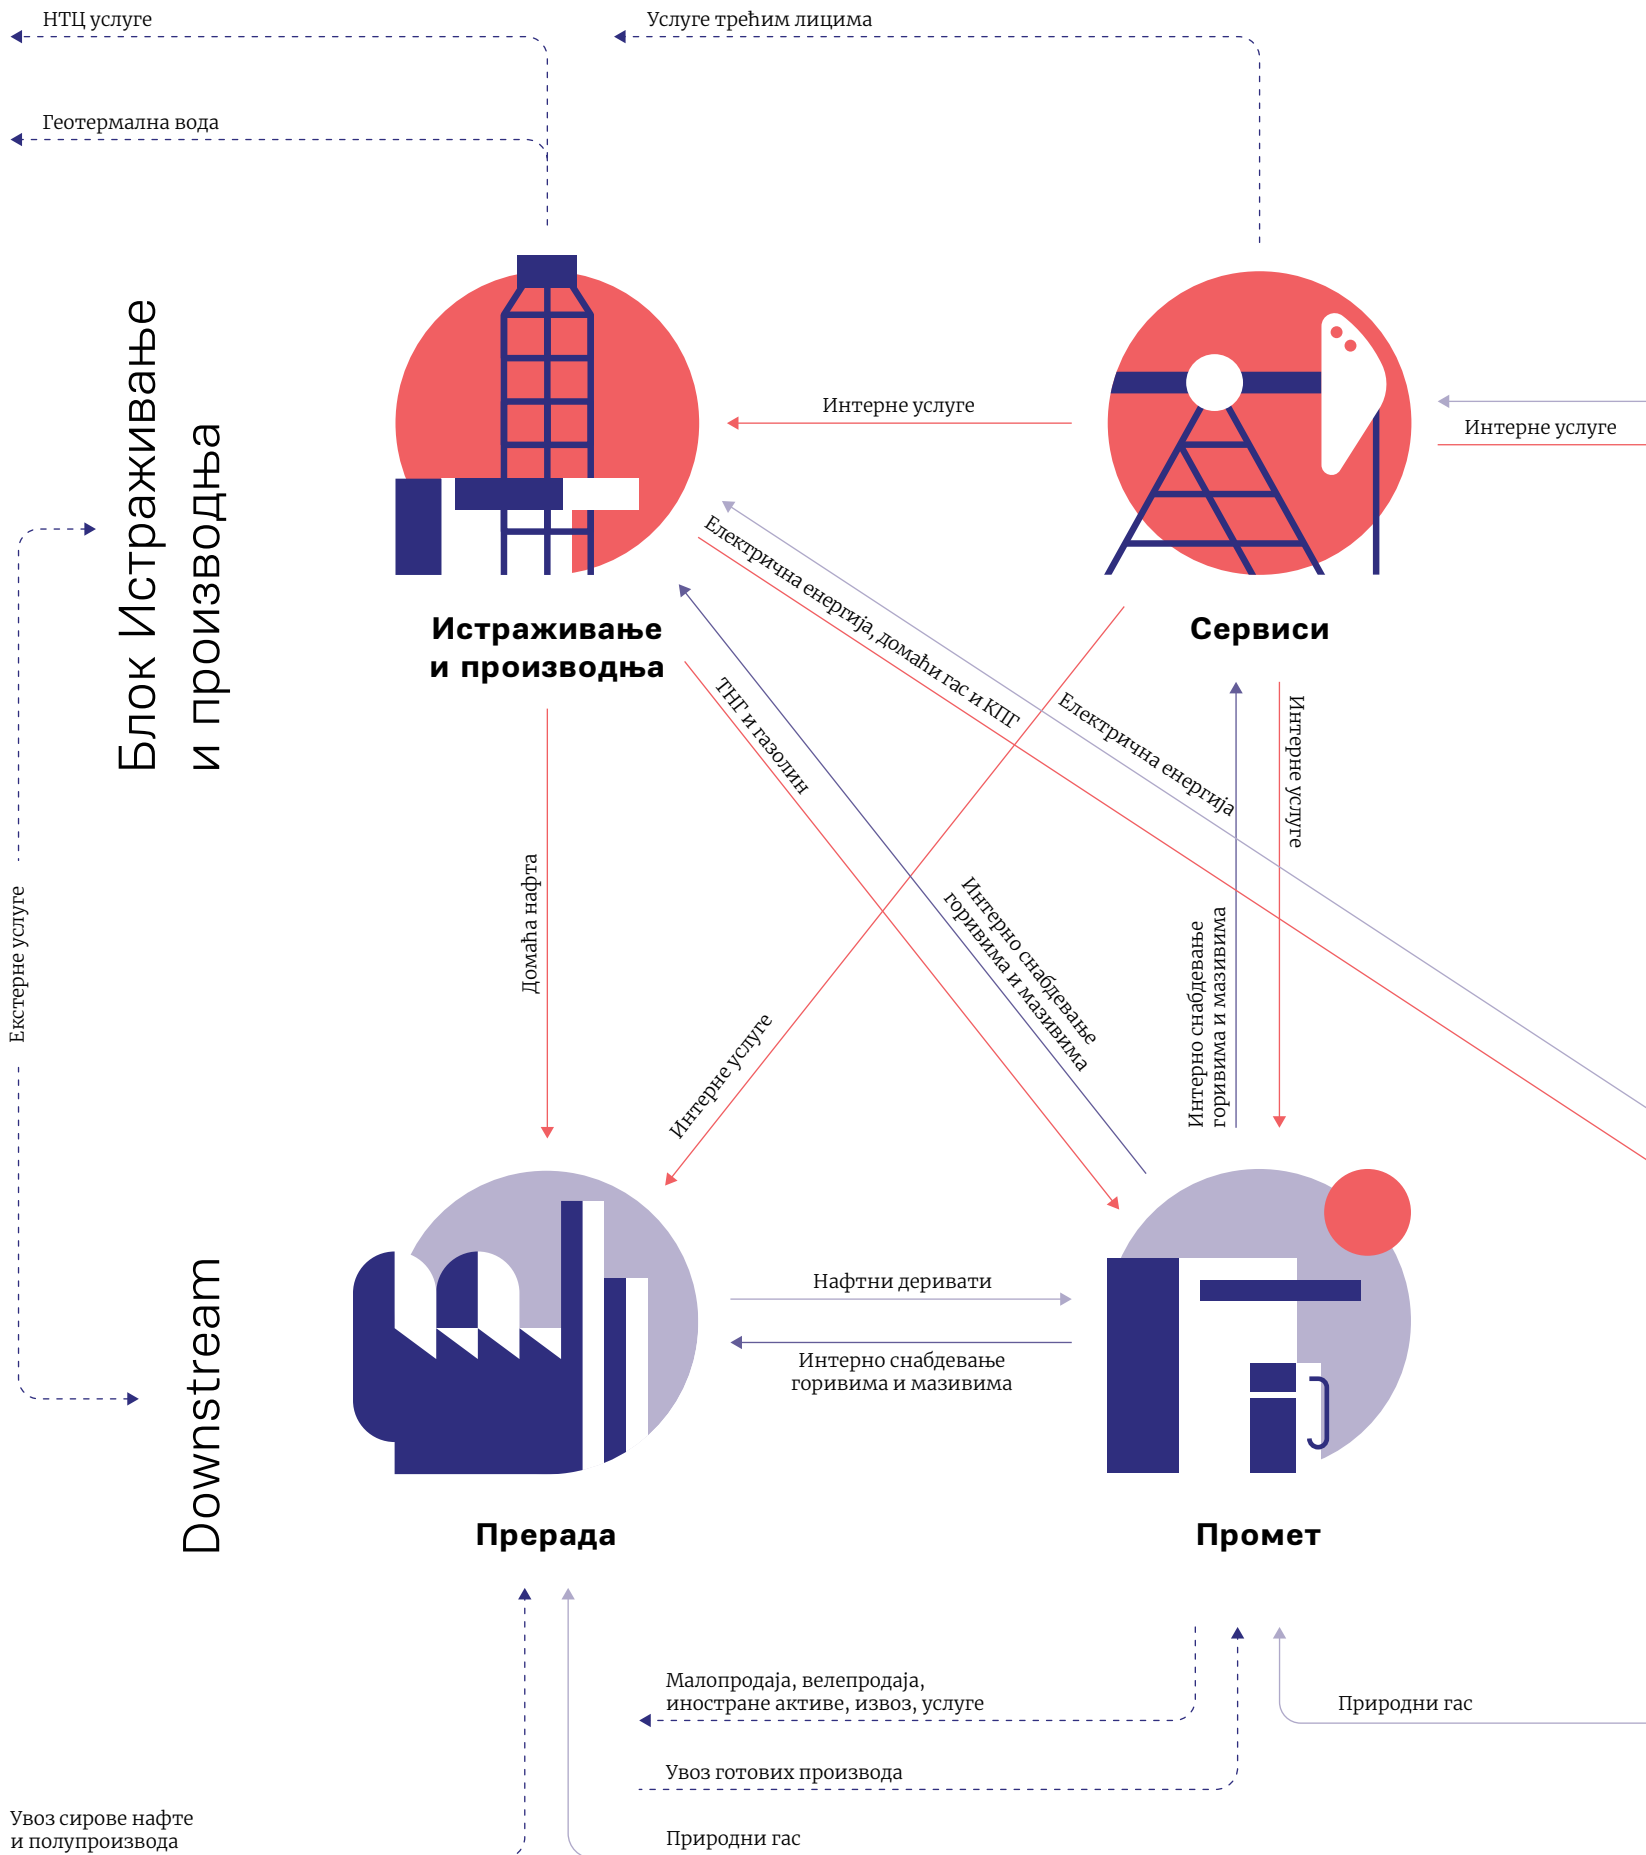 НТЦ услуге
Услуге трећим лицима
Геотермална вода
Блок Истраживање
и производња
Интерне услуге
Интерне услуге
Електрична енергија, домаћи гас и КПГ
Истраживање
и производња
Сервиси
ТНГ и газолин
Електрична енергија
Интерне услуге
Домаћа нафта
Екстерне услуге
Интерно снабдевање
горивима и мазивима
Интерно снабдевање
горивима и мазивима
Интерне услуге
Downstream
Нафтни деривати
Интерно снабдевање
горивима и мазивима
Прерада
Промет
Малопродаја, велепродаја,
иностране активе, извоз, услуге
Природни гас
Увоз готових производа
Увоз сирове нафте
и полупроизвода
Природни гас